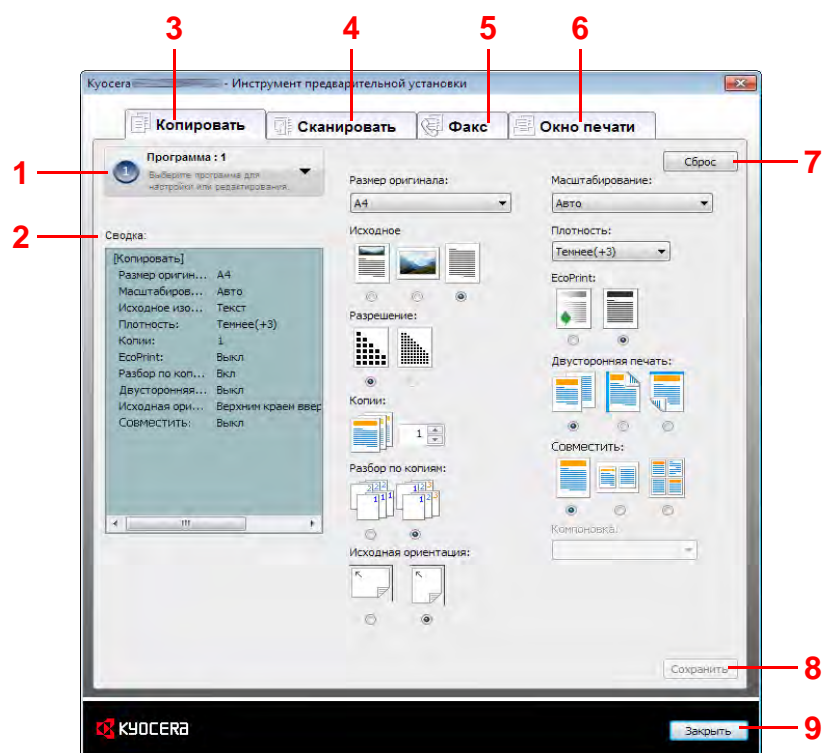 3 4 5 6
Kyocera - Инструмент предварительной установки
Копировать Сканировать Факс Окно печати
1
1
Программа : 1
Выберите программа для
настройки или редактирования.
Сброс
7
2
Сводка:
[Копировать]
Размер оригин... A4
Масштабиров... Авто
Исходное изо... Текст
Плотность: Темнее(+3)
Копии: 1
EcoPrint: Выкл
Разбор по коп... Вкл
Двусторонняя... Выкл
Исходная ори... Верхний краем ввер
Совместить: Выкл
Размер оригинала:
A4
Исходное
Разрешение:
Копии:
1
Разбор по копиям:
Исходная ориентация:
Масштабирование:
Авто
Плотность:
Темнее(+3)
EcoPrint:
Двусторонняя печать:
Совместить:
Компоновка:
Сохранить
8
KYOCERA
Закрыть
9